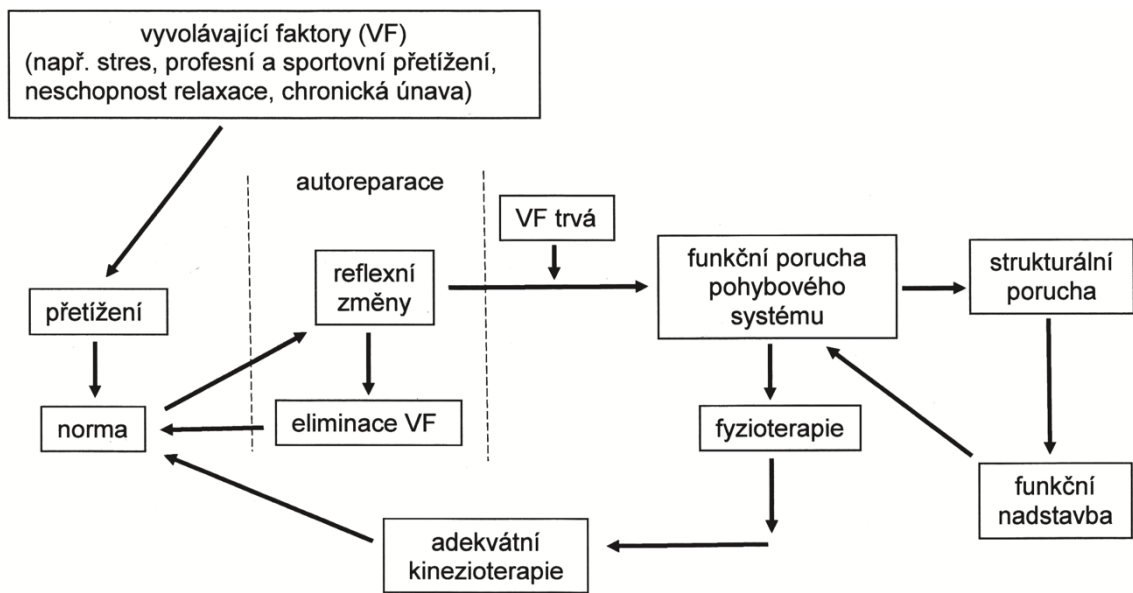 vyvolávající faktory (VF)
(např. stres, profesní a sportovní přetížení,
neschopnost relaxace, chronická únava)
autoreparace
VF trvá
přetížení
reflexní
změny
funkční porucha
pohybového
systému
strukturální
porucha
norma
eliminace VF
fyzioterapie
funkční
nadstavba
adekvátní
kinezioterapie